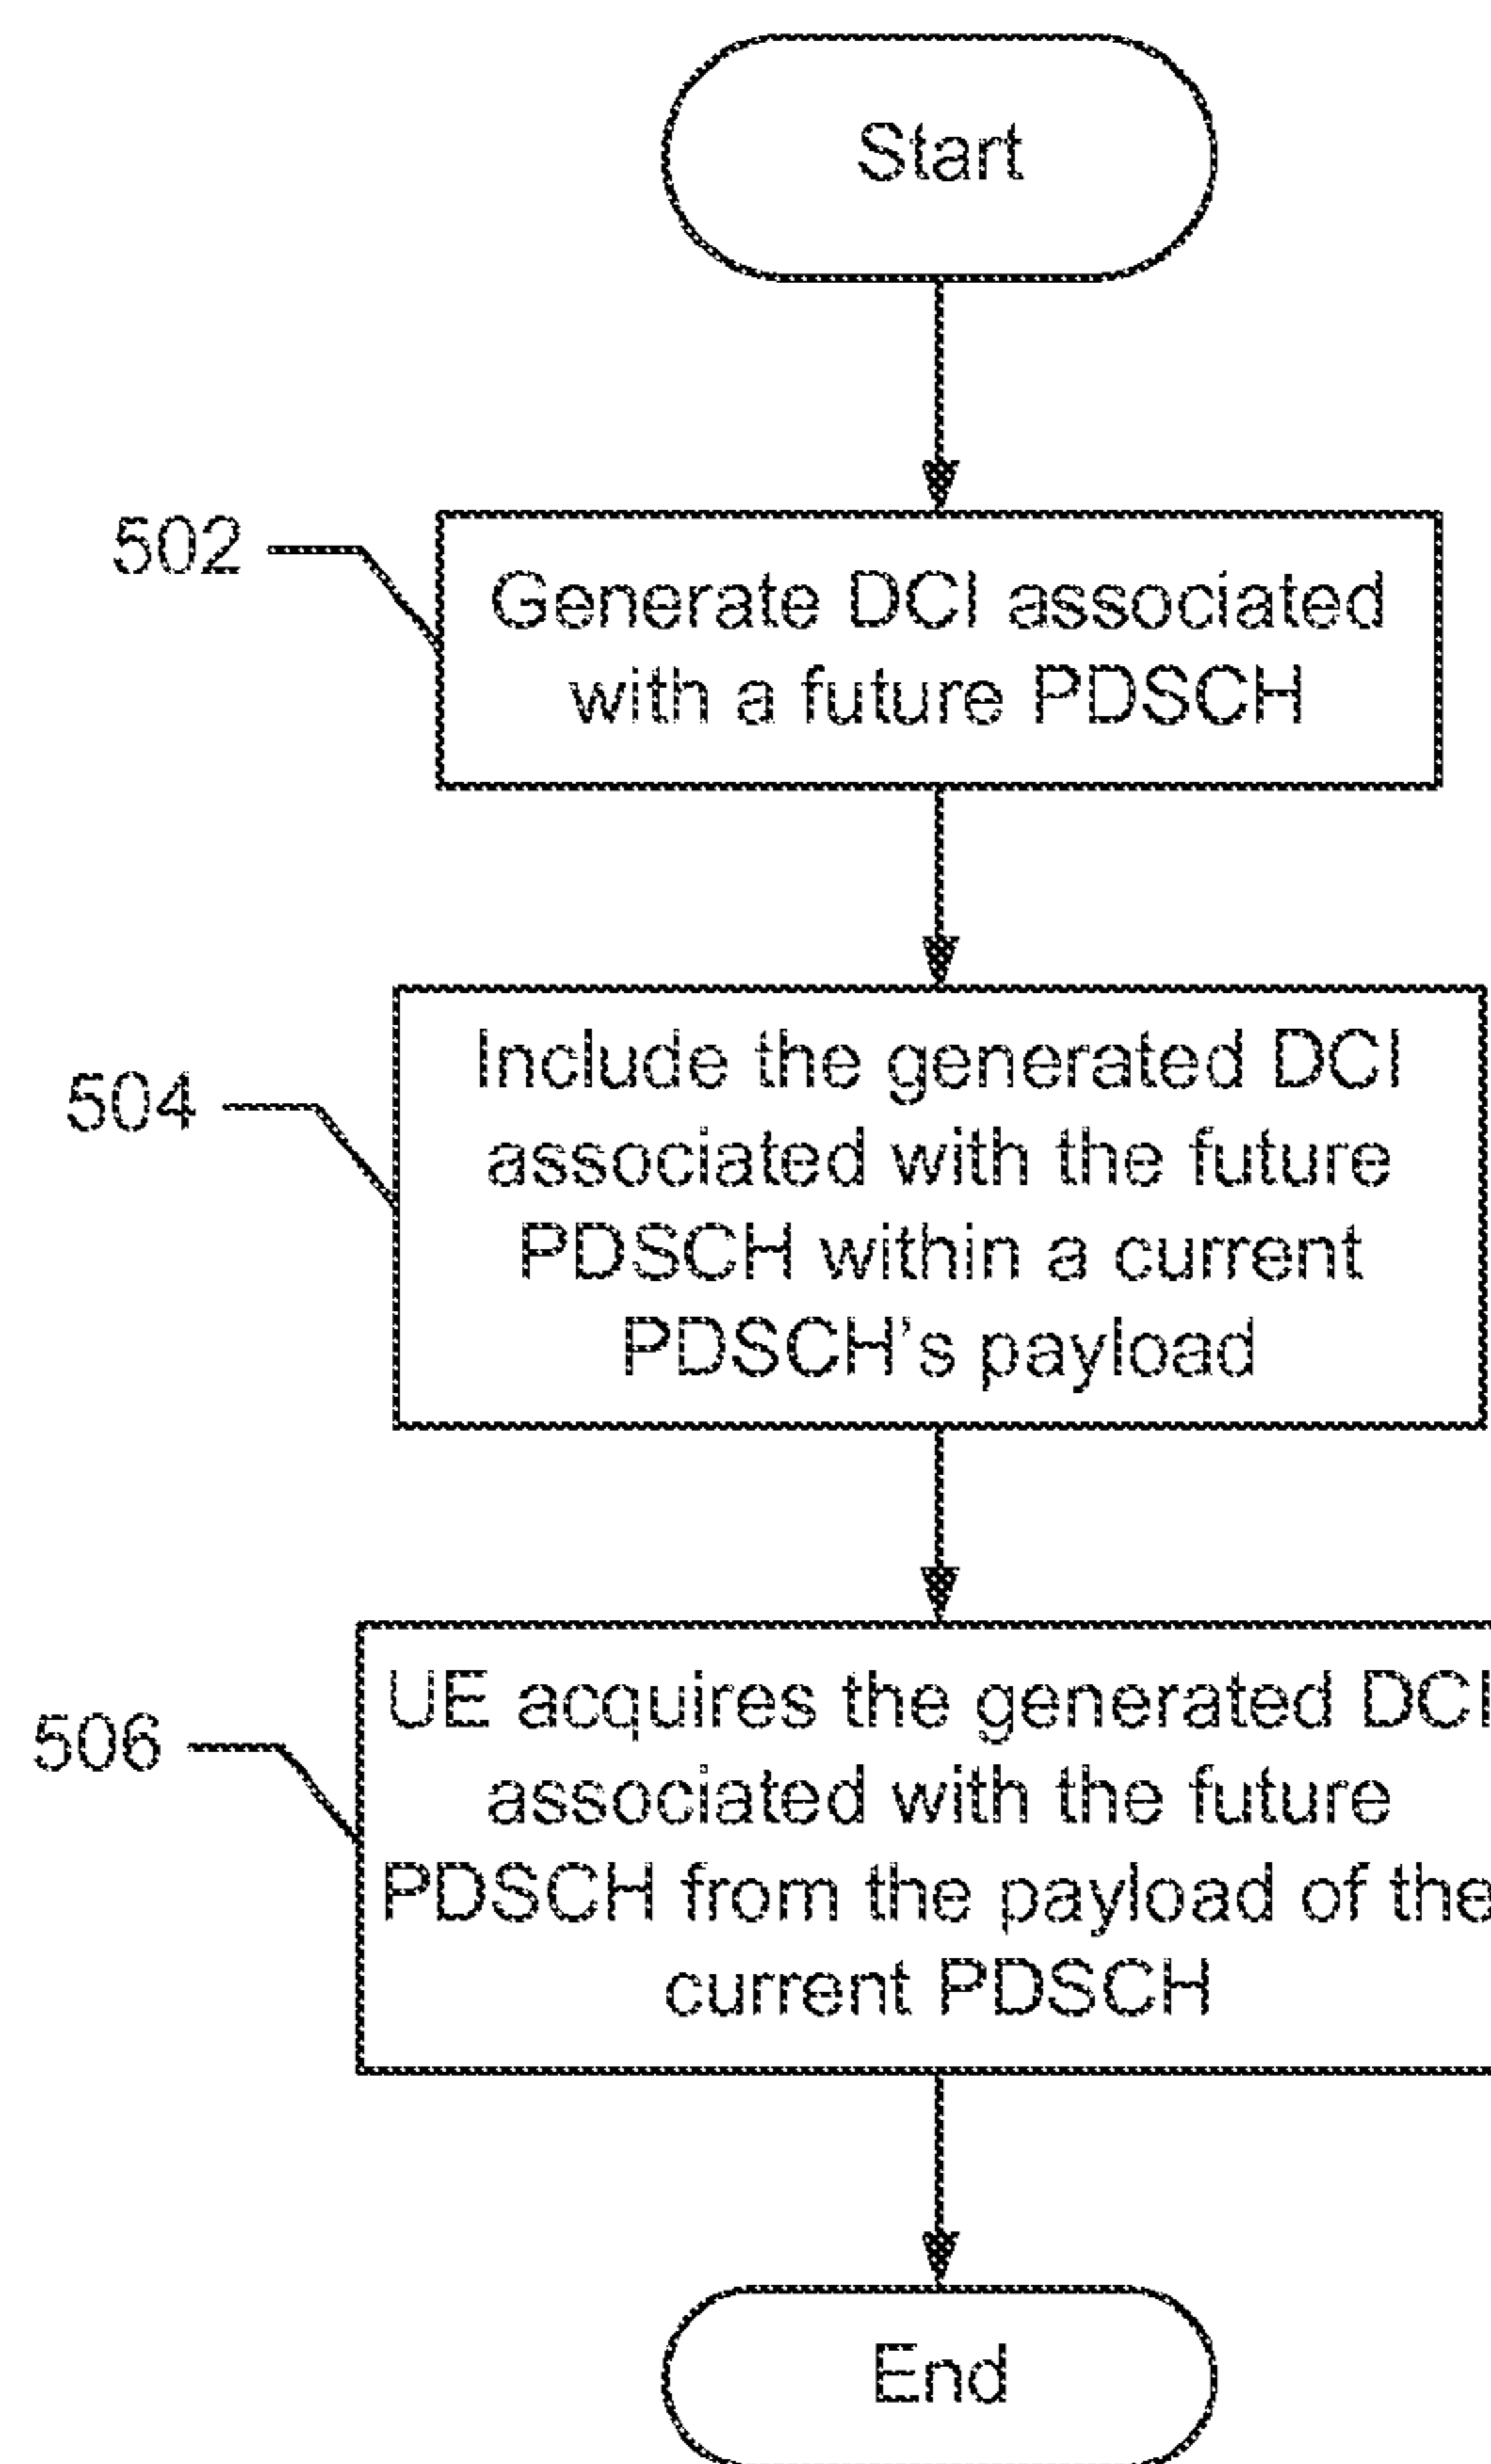 Start
502
Generate DCI associated
with a future PDSCH
504
Include the generated DCI
associated with the future
PDSCH within a current
PDSCH's payload
506
UE acquires the generated DCI
associated with the future
PDSCH from the payload of the
current PDSCH
End